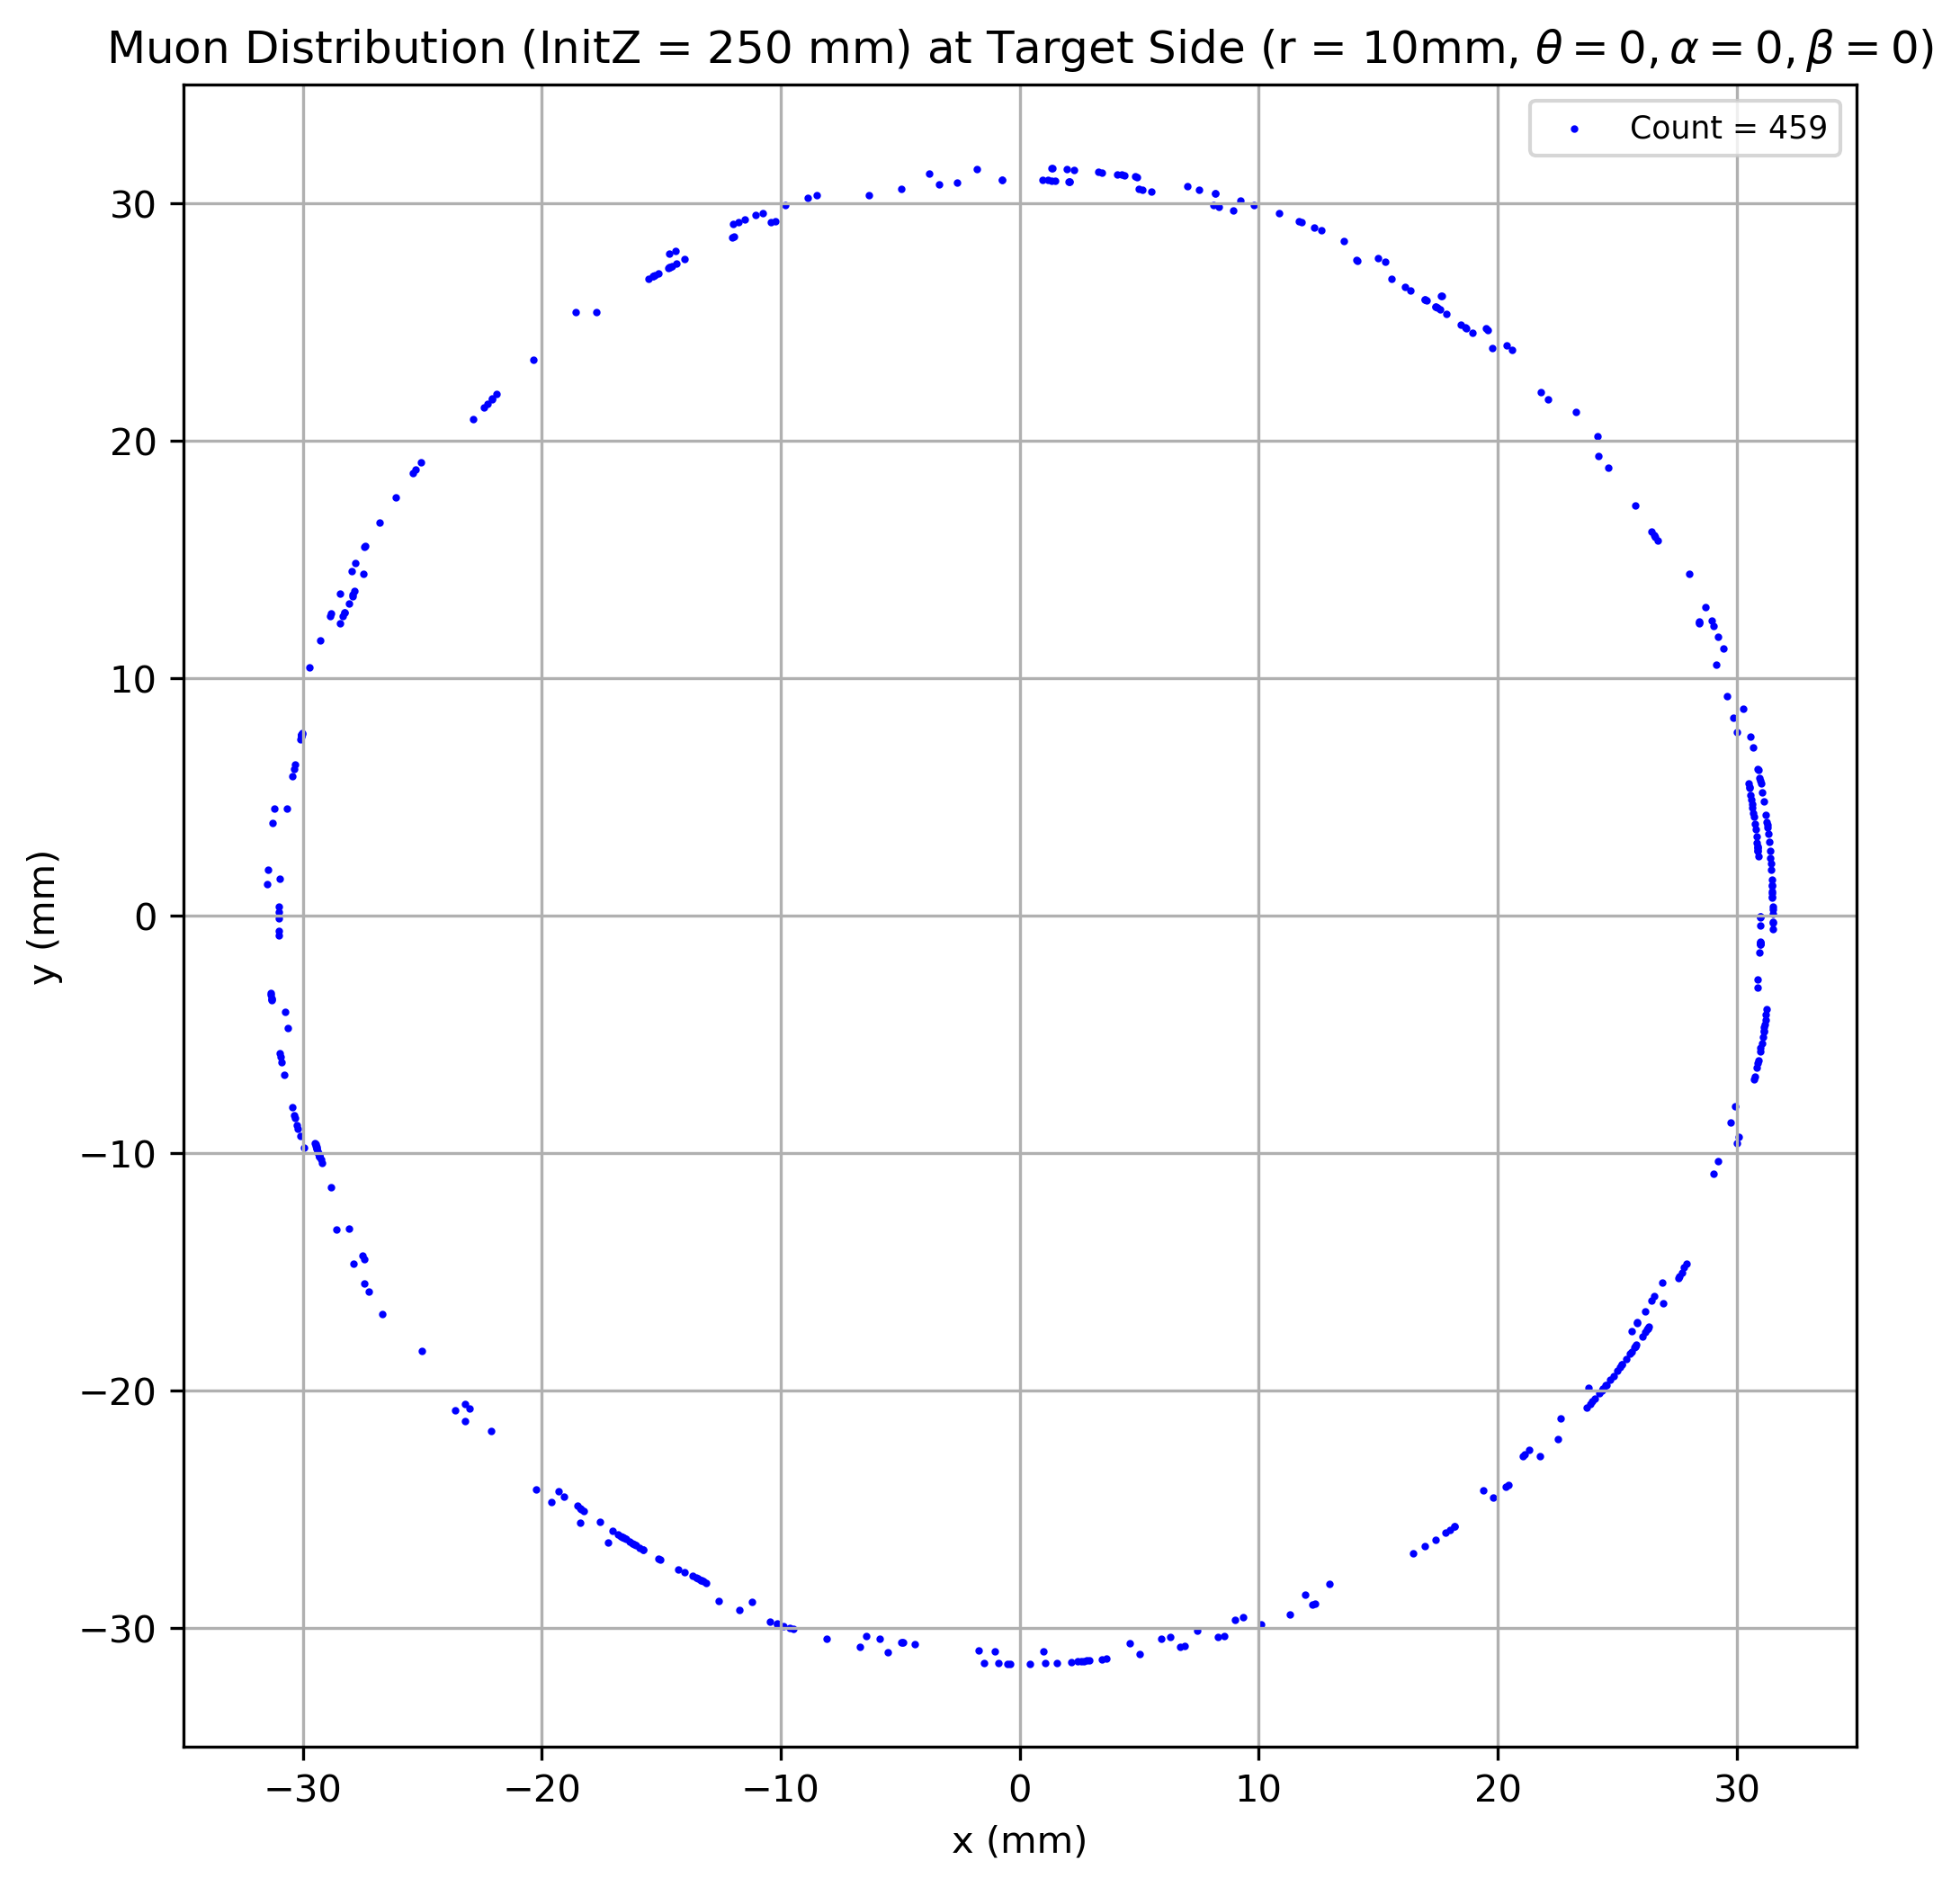 Muon Distribution (InitZ = 250 mm) at Target Side (r = 10mm, θ = 0, α = 0, β = 0)
Count = 459
30
20
10
0
−10
−20
−30
y (mm)
−30 −20 −10 0 10 20 30
x (mm)